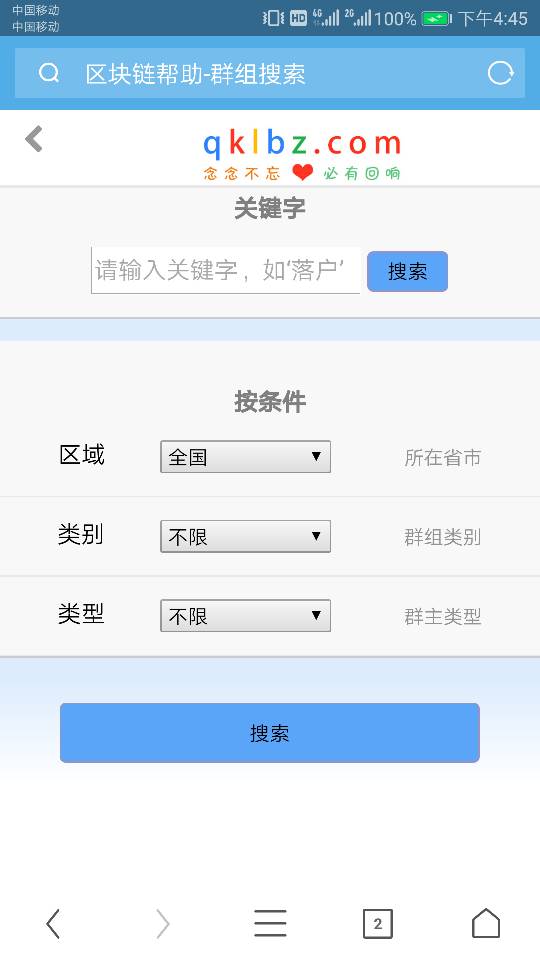 中国移动
中国移动
HD 4G 2G 100% 下午4:45
区块链帮助-群组搜索
qklbz.com
念念不忘 必有回响
关键字
请输入关键字，如‘落户’ 搜索
按条件
区域 全国 所在省市
类别 不限 群组类别
类型 不限 群主类型
搜索
2